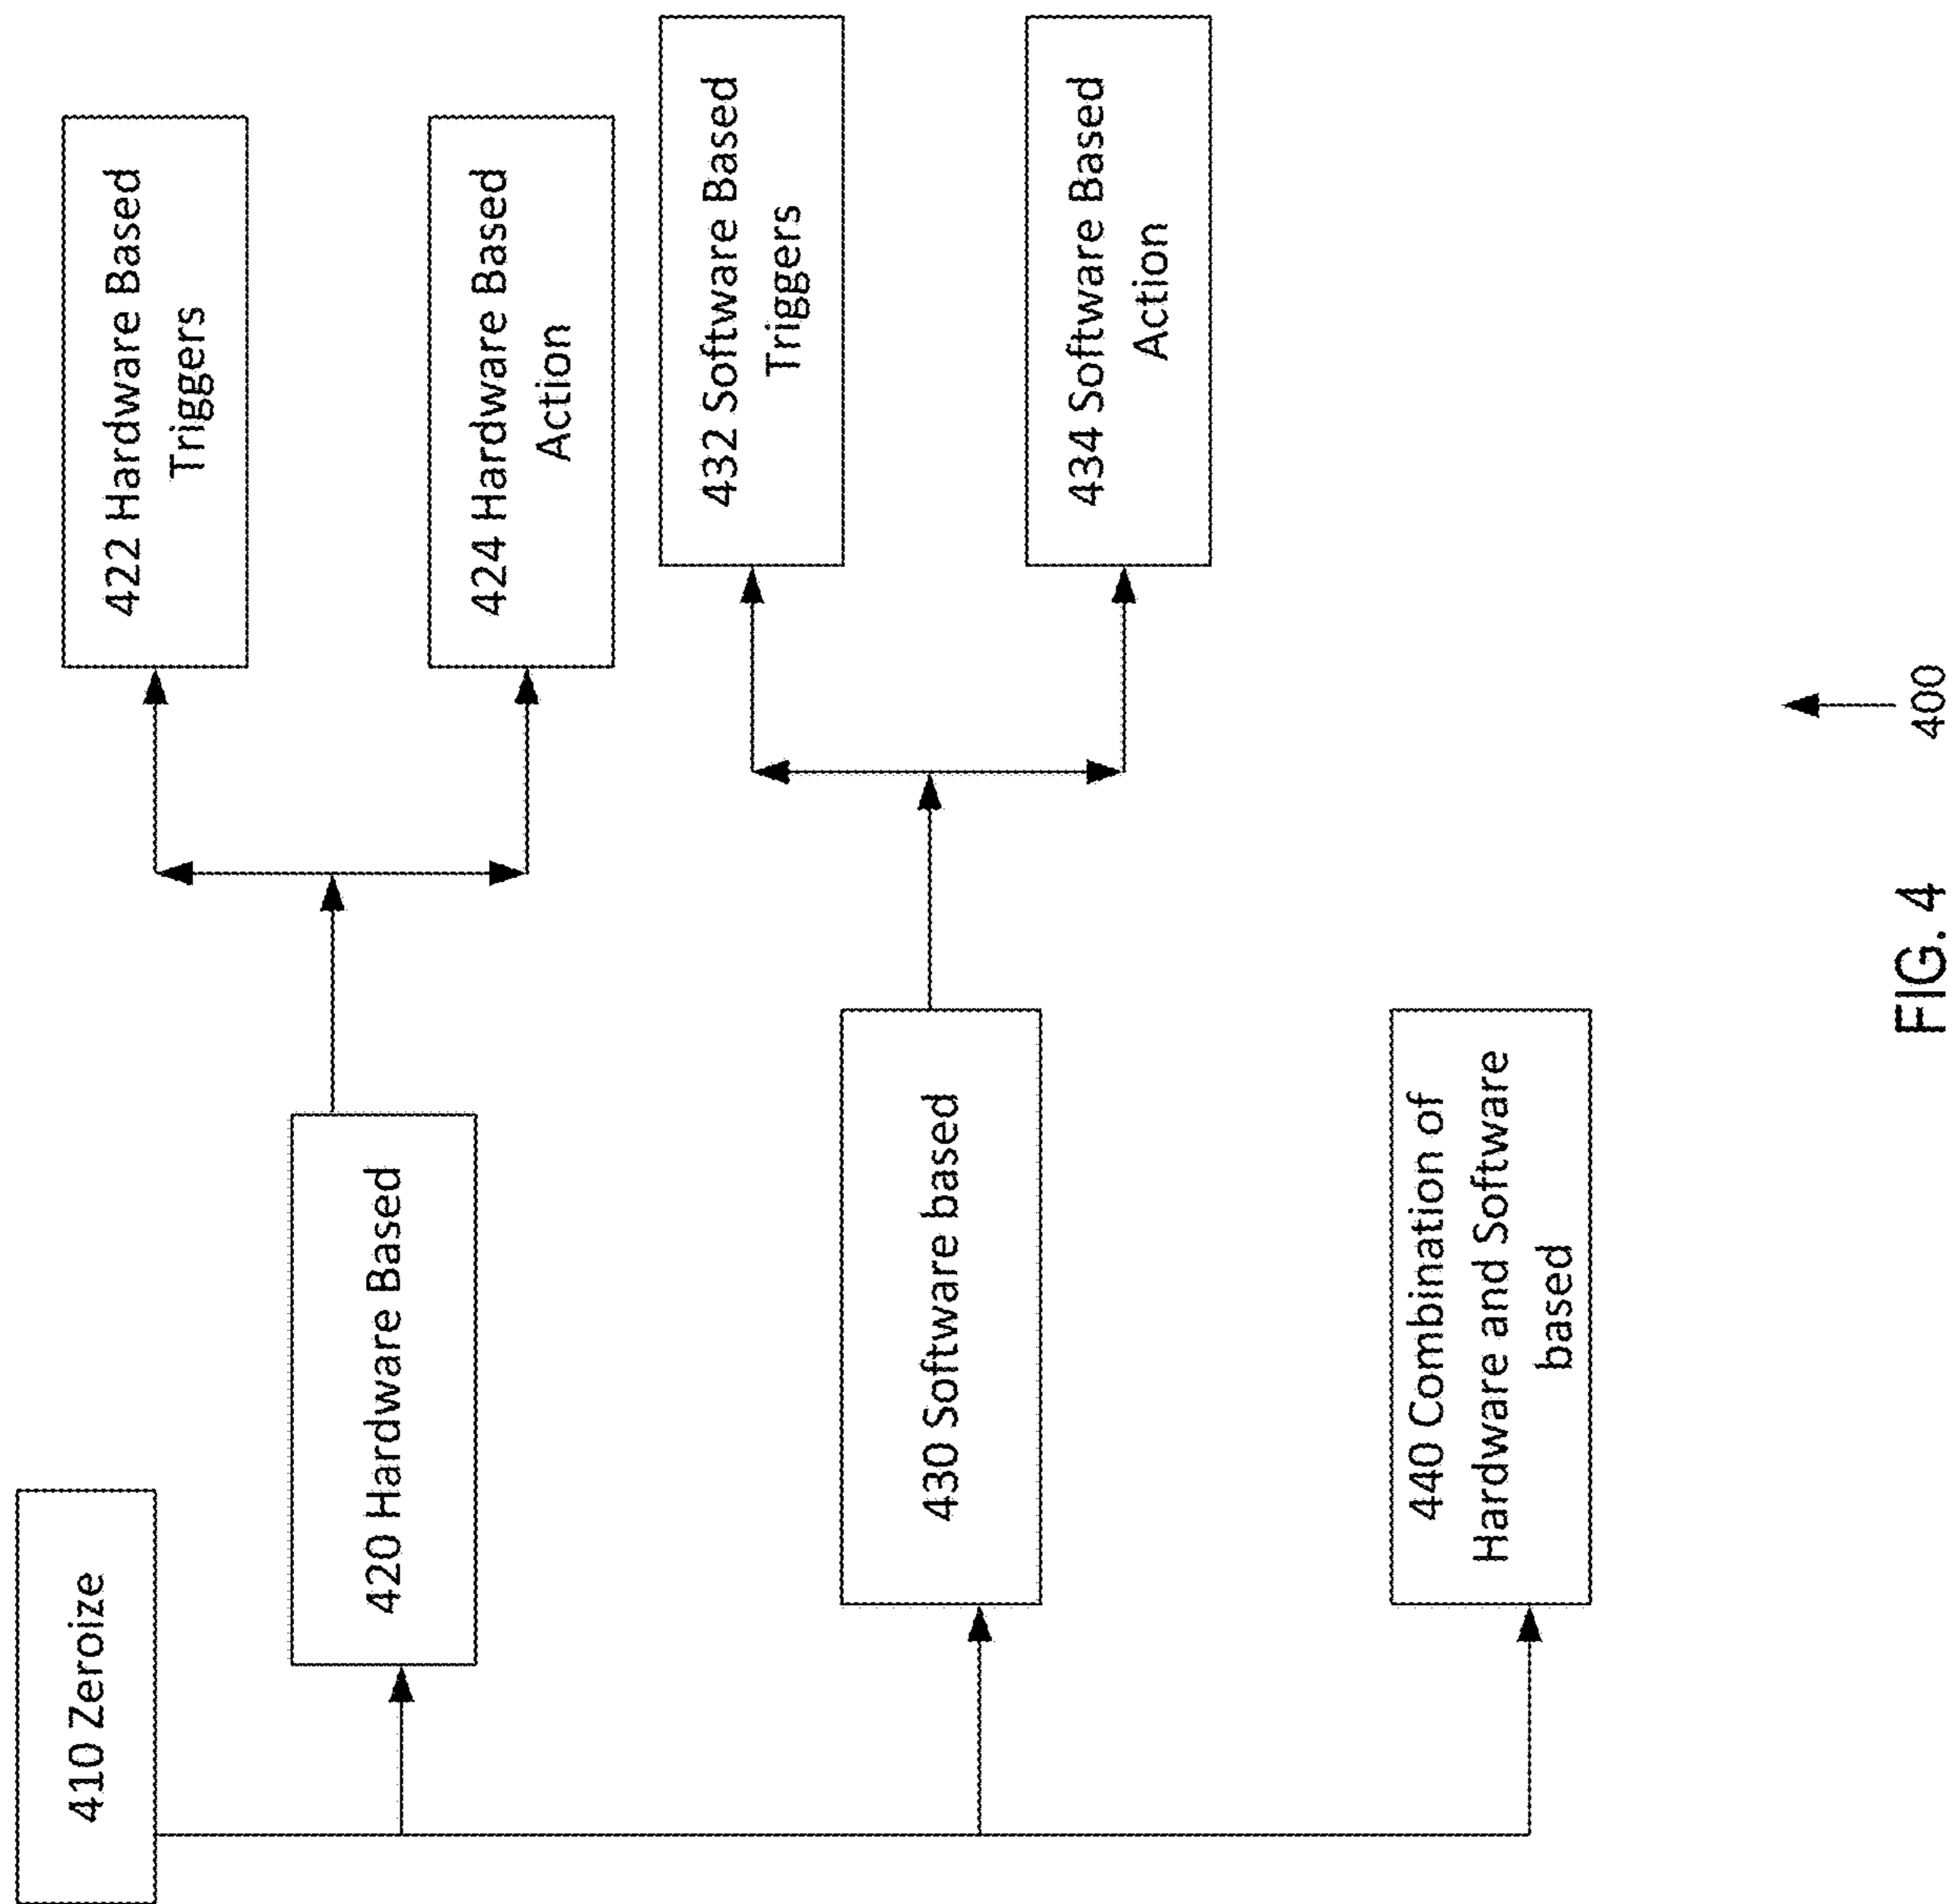 410 Zeroize
420 Hardware Based
422 Hardware Based
Triggers
424 Hardware Based
Action
430 Software based
432 Software Based
Triggers
434 Software Based
Action
440 Combination of
Hardware and Software
based
FIG. 4
400